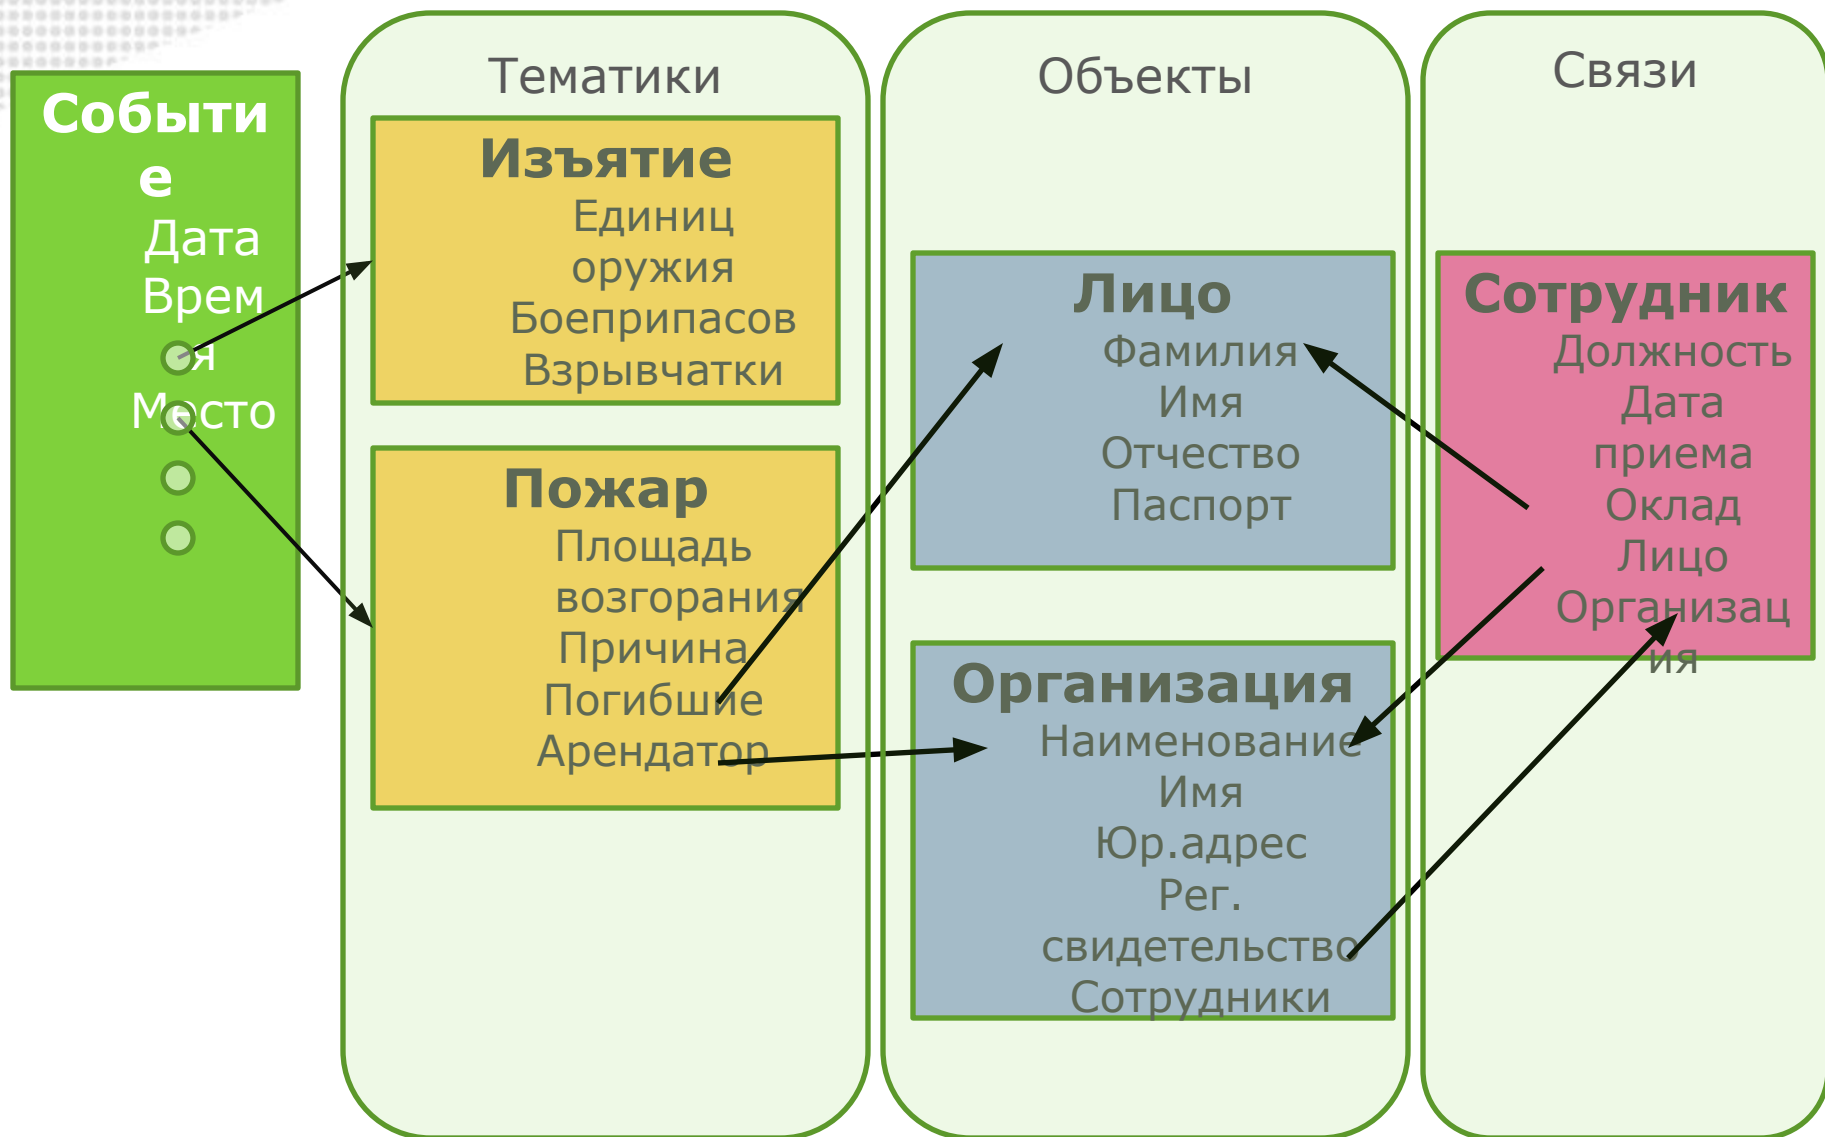 Событи
е
Дата
Врем
я
Место
Тематики
Изъятие
Единиц
оружия
Боеприпасов
Взрывчатки
Пожар
Площадь
возгорания
Причина
Погибшие
Арендатор
Объекты
Лицо
Фамилия
Имя
Отчество
Паспорт
Организация
Наименование
Имя
Юр.адрес
Рег.
свидетельство
Сотрудники
Связи
Сотрудник
Должность
Дата
приема
Оклад
Лицо
Организац
ия